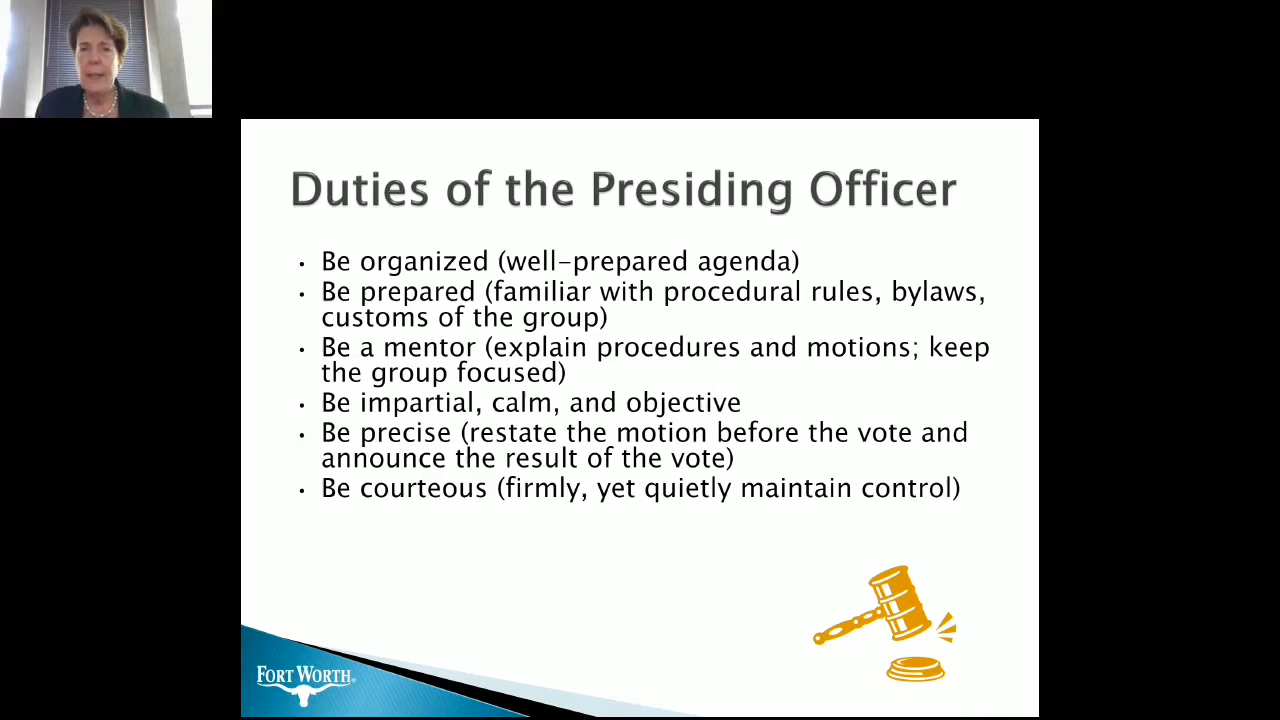 Duties of the Presiding Officer
• Be organized (well-prepared agenda)
• Be prepared (familiar with procedural rules, bylaws,
customs of the group)
• Be a mentor (explain procedures and motions; keep
the group focused)
• Be impartial, calm, and objective
• Be precise (restate the motion before the vote and
announce the result of the vote)
• Be courteous (firmly, yet quietly maintain control)
FORT WORTH®